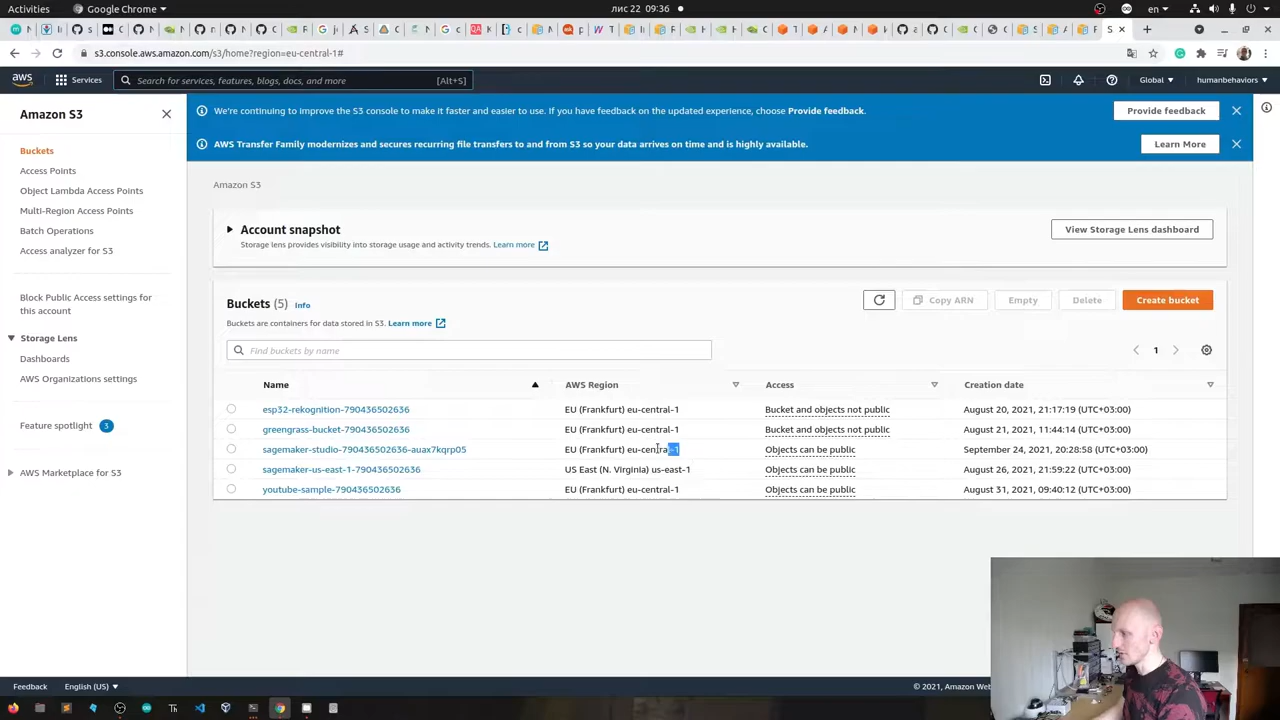 Activities Google Chrome лис 22 09:36 en
s3.console.aws.amazon.com/s3/home?region=eu-central-1#
aws Services Search for services, features, blogs, docs, and more [Alt+S] Global humanbehaviors
Amazon S3
Buckets
Access Points
Object Lambda Access Points
Multi-Region Access Points
Batch Operations
Access analyzer for S3
Block Public Access settings for
this account
Storage Lens
Dashboards
AWS Organizations settings
Feature spotlight 3
AWS Marketplace for S3
We're continuing to improve the S3 console to make it faster and easier to use. If you have feedback on the updated experience, choose Provide feedback. Provide feedback
AWS Transfer Family modernizes and secures recurring file transfers to and from S3 so your data arrives on time and is highly available. Learn More
Amazon S3
Account snapshot
Storage lens provides visibility into storage usage and activity trends. Learn more
View Storage Lens dashboard
Buckets (5) Info
Buckets are containers for data stored in S3. Learn more
Copy ARN Empty Delete Create bucket
Find buckets by name 1
Name AWS Region Access Creation date
esp32-rekognition-790436502636 EU (Frankfurt) eu-central-1 Bucket and objects not public August 20, 2021, 21:17:19 (UTC+03:00)
greengrass-bucket-790436502636 EU (Frankfurt) eu-central-1 Bucket and objects not public August 21, 2021, 11:44:14 (UTC+03:00)
sagemaker-studio-790436502636-auax7kqrp05 EU (Frankfurt) eu-central-1 Objects can be public September 24, 2021, 20:28:58 (UTC+03:00)
sagemaker-us-east-1-790436502636 US East (N. Virginia) us-east-1 Objects can be public August 26, 2021, 21:59:22 (UTC+03:00)
youtube-sample-790436502636 EU (Frankfurt) eu-central-1 Objects can be public August 31, 2021, 09:40:12 (UTC+03:00)
Feedback English (US) © 2021, Amazon Web